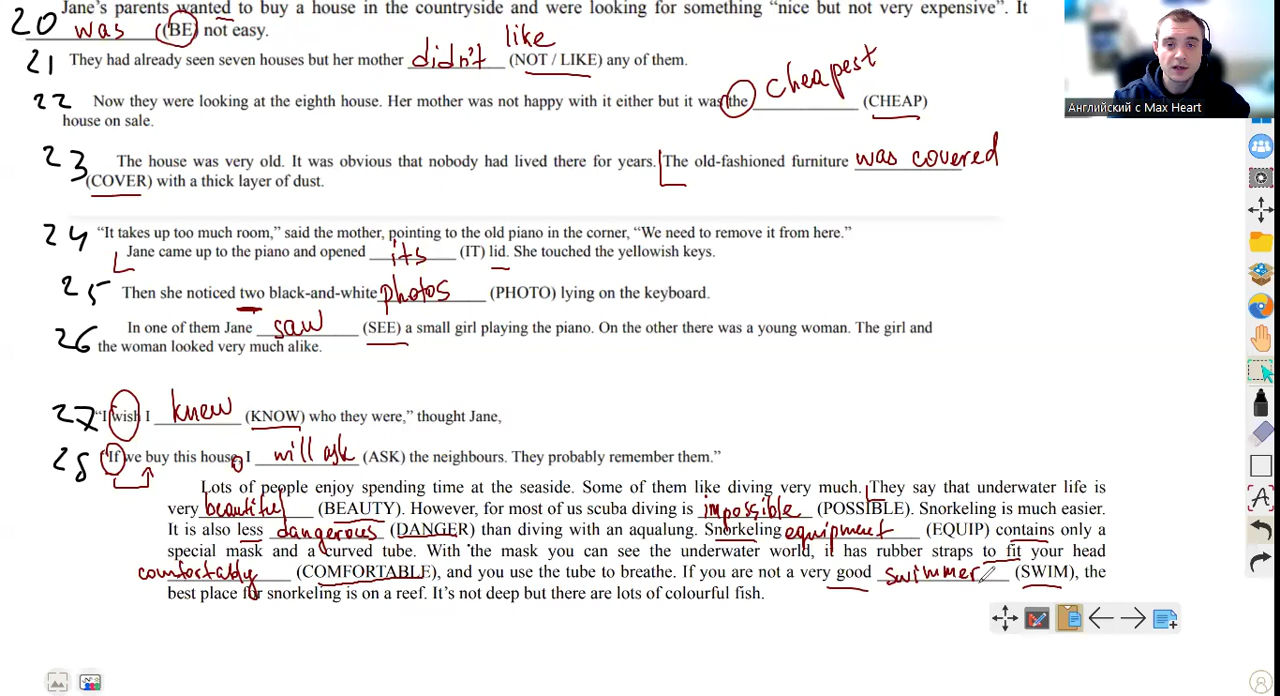 Jane's parents wanted to buy a house in the countryside and were looking for something “nice but not very expensive”. It
20 was (BE) not easy.
like
21 They had already seen seven houses but her mother didn't (NOT / LIKE) any of them.
cheapest
22 Now they were looking at the eighth house. Her mother was not happy with it either but it was the (CHEAP)
house on sale.
23 The house was very old. It was obvious that nobody had lived there for years. The old-fashioned furniture was covered
(COVER) with a thick layer of dust.
24 “It takes up too much room,” said the mother, pointing to the old piano in the corner, “We need to remove it from here.”
Jane came up to the piano and opened its (IT) lid. She touched the yellowish keys.
25 Then she noticed two black-and-white photos (PHOTO) lying on the keyboard.
26 In one of them Jane saw (SEE) a small girl playing the piano. On the other there was a young woman. The girl and
the woman looked very much alike.
27 “I wish I knew (KNOW) who they were,” thought Jane,
28 “If we buy this house, I will ask (ASK) the neighbours. They probably remember them.”
Lots of people enjoy spending time at the seaside. Some of them like diving very much. They say that underwater life is
very beautiful (BEAUTY). However, for most of us scuba diving is impossible (POSSIBLE). Snorkeling is much easier.
It is also less dangerous (DANGER) than diving with an aqualung. Snorkeling equipment (EQUIP) contains only a
special mask and a curved tube. With the mask you can see the underwater world, it has rubber straps to fit your head
comfortably (COMFORTABLE), and you use the tube to breathe. If you are not a very good swimmer (SWIM), the
best place for snorkeling is on a reef. It's not deep but there are lots of colourful fish.
Английский с Max Heart